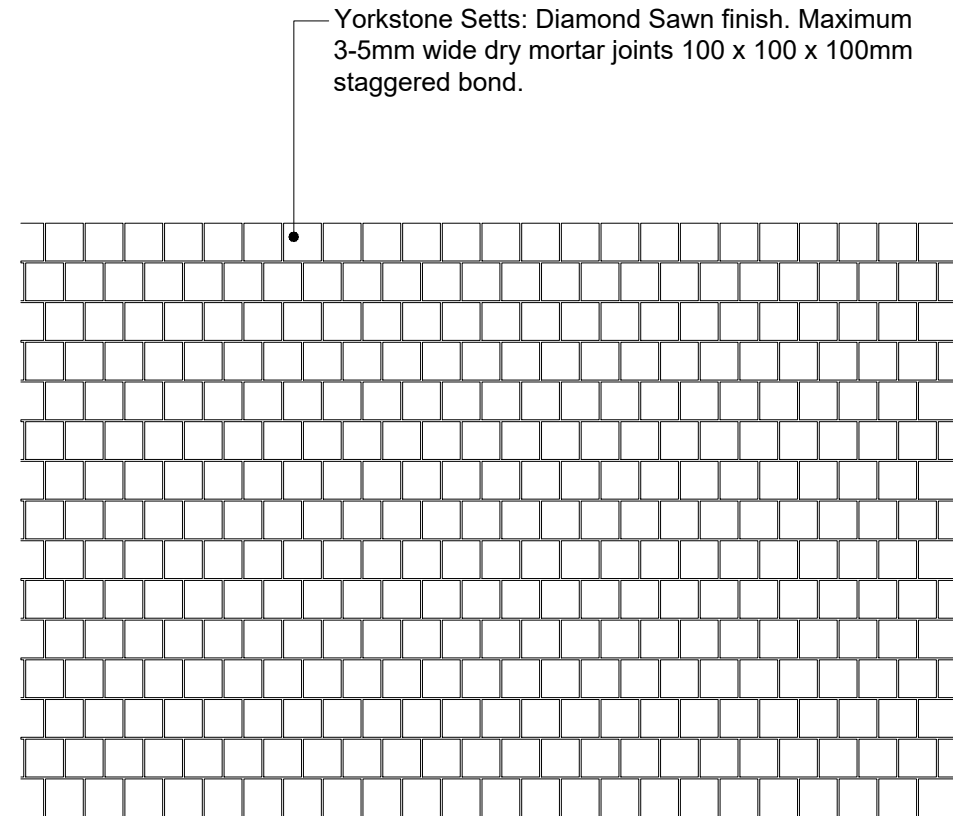 Yorkstone Setts: Diamond Sawn finish. Maximum
3-5mm wide dry mortar joints 100 x 100 x 100mm
staggered bond.